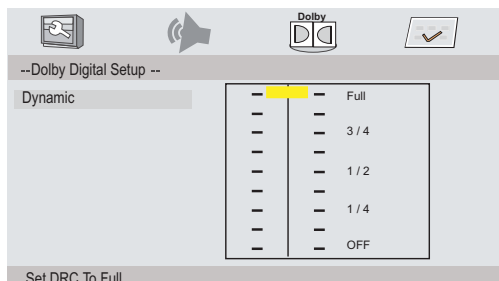 Dolby
--Dolby Digital Setup --
Dynamic
Full
3 / 4
1 / 2
1 / 4
OFF
Set DRC To Full